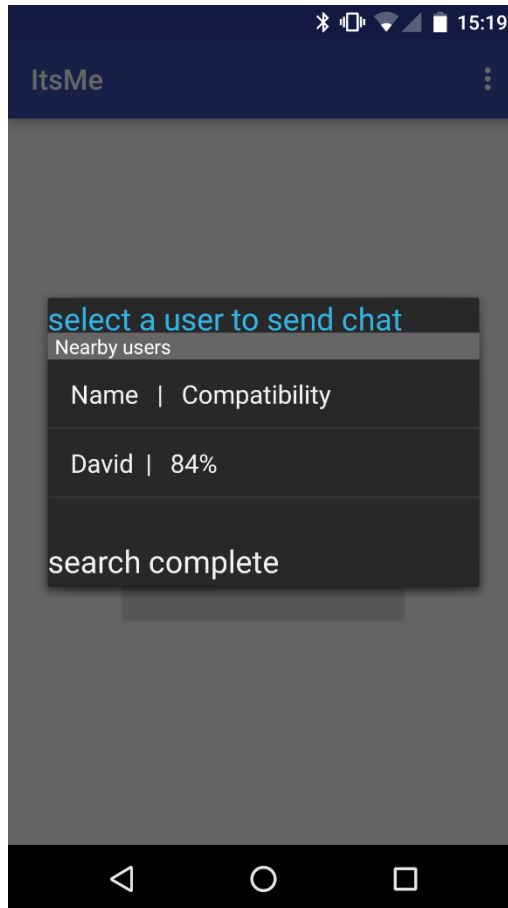 15:19
ItsMe
select a user to send chat
Nearby users
Name | Compatibility
David | 84%
search complete